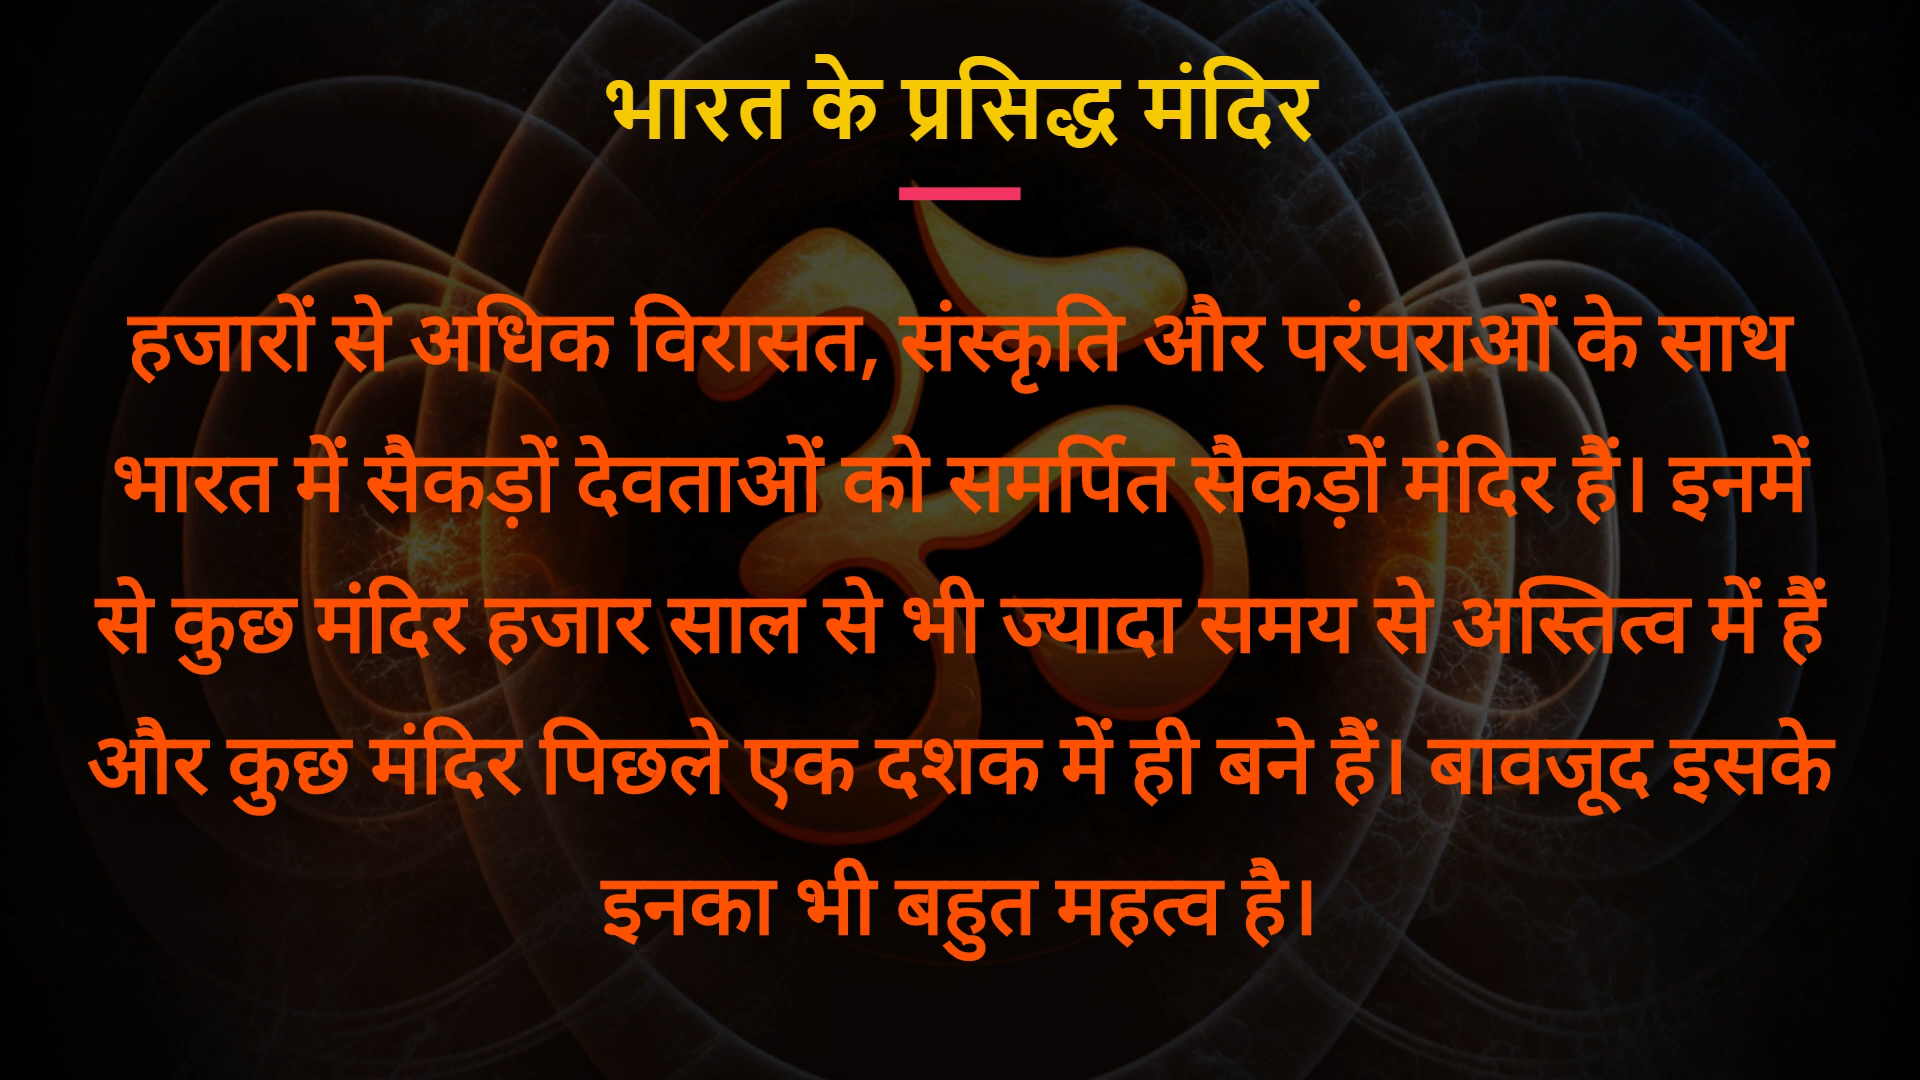 भारत के प्रसिद्ध मंदिर
हजारों से अधिक विरासत, संस्कृति और परंपराओं के साथ
भारत में सैकड़ों देवताओं को समर्पित सैकड़ों मंदिर हैं। इनमें
से कुछ मंदिर हजार साल से भी ज्यादा समय से अस्तित्व में हैं
और कुछ मंदिर पिछले एक दशक में ही बने हैं। बावजूद इसके
इनका भी बहुत महत्व है।